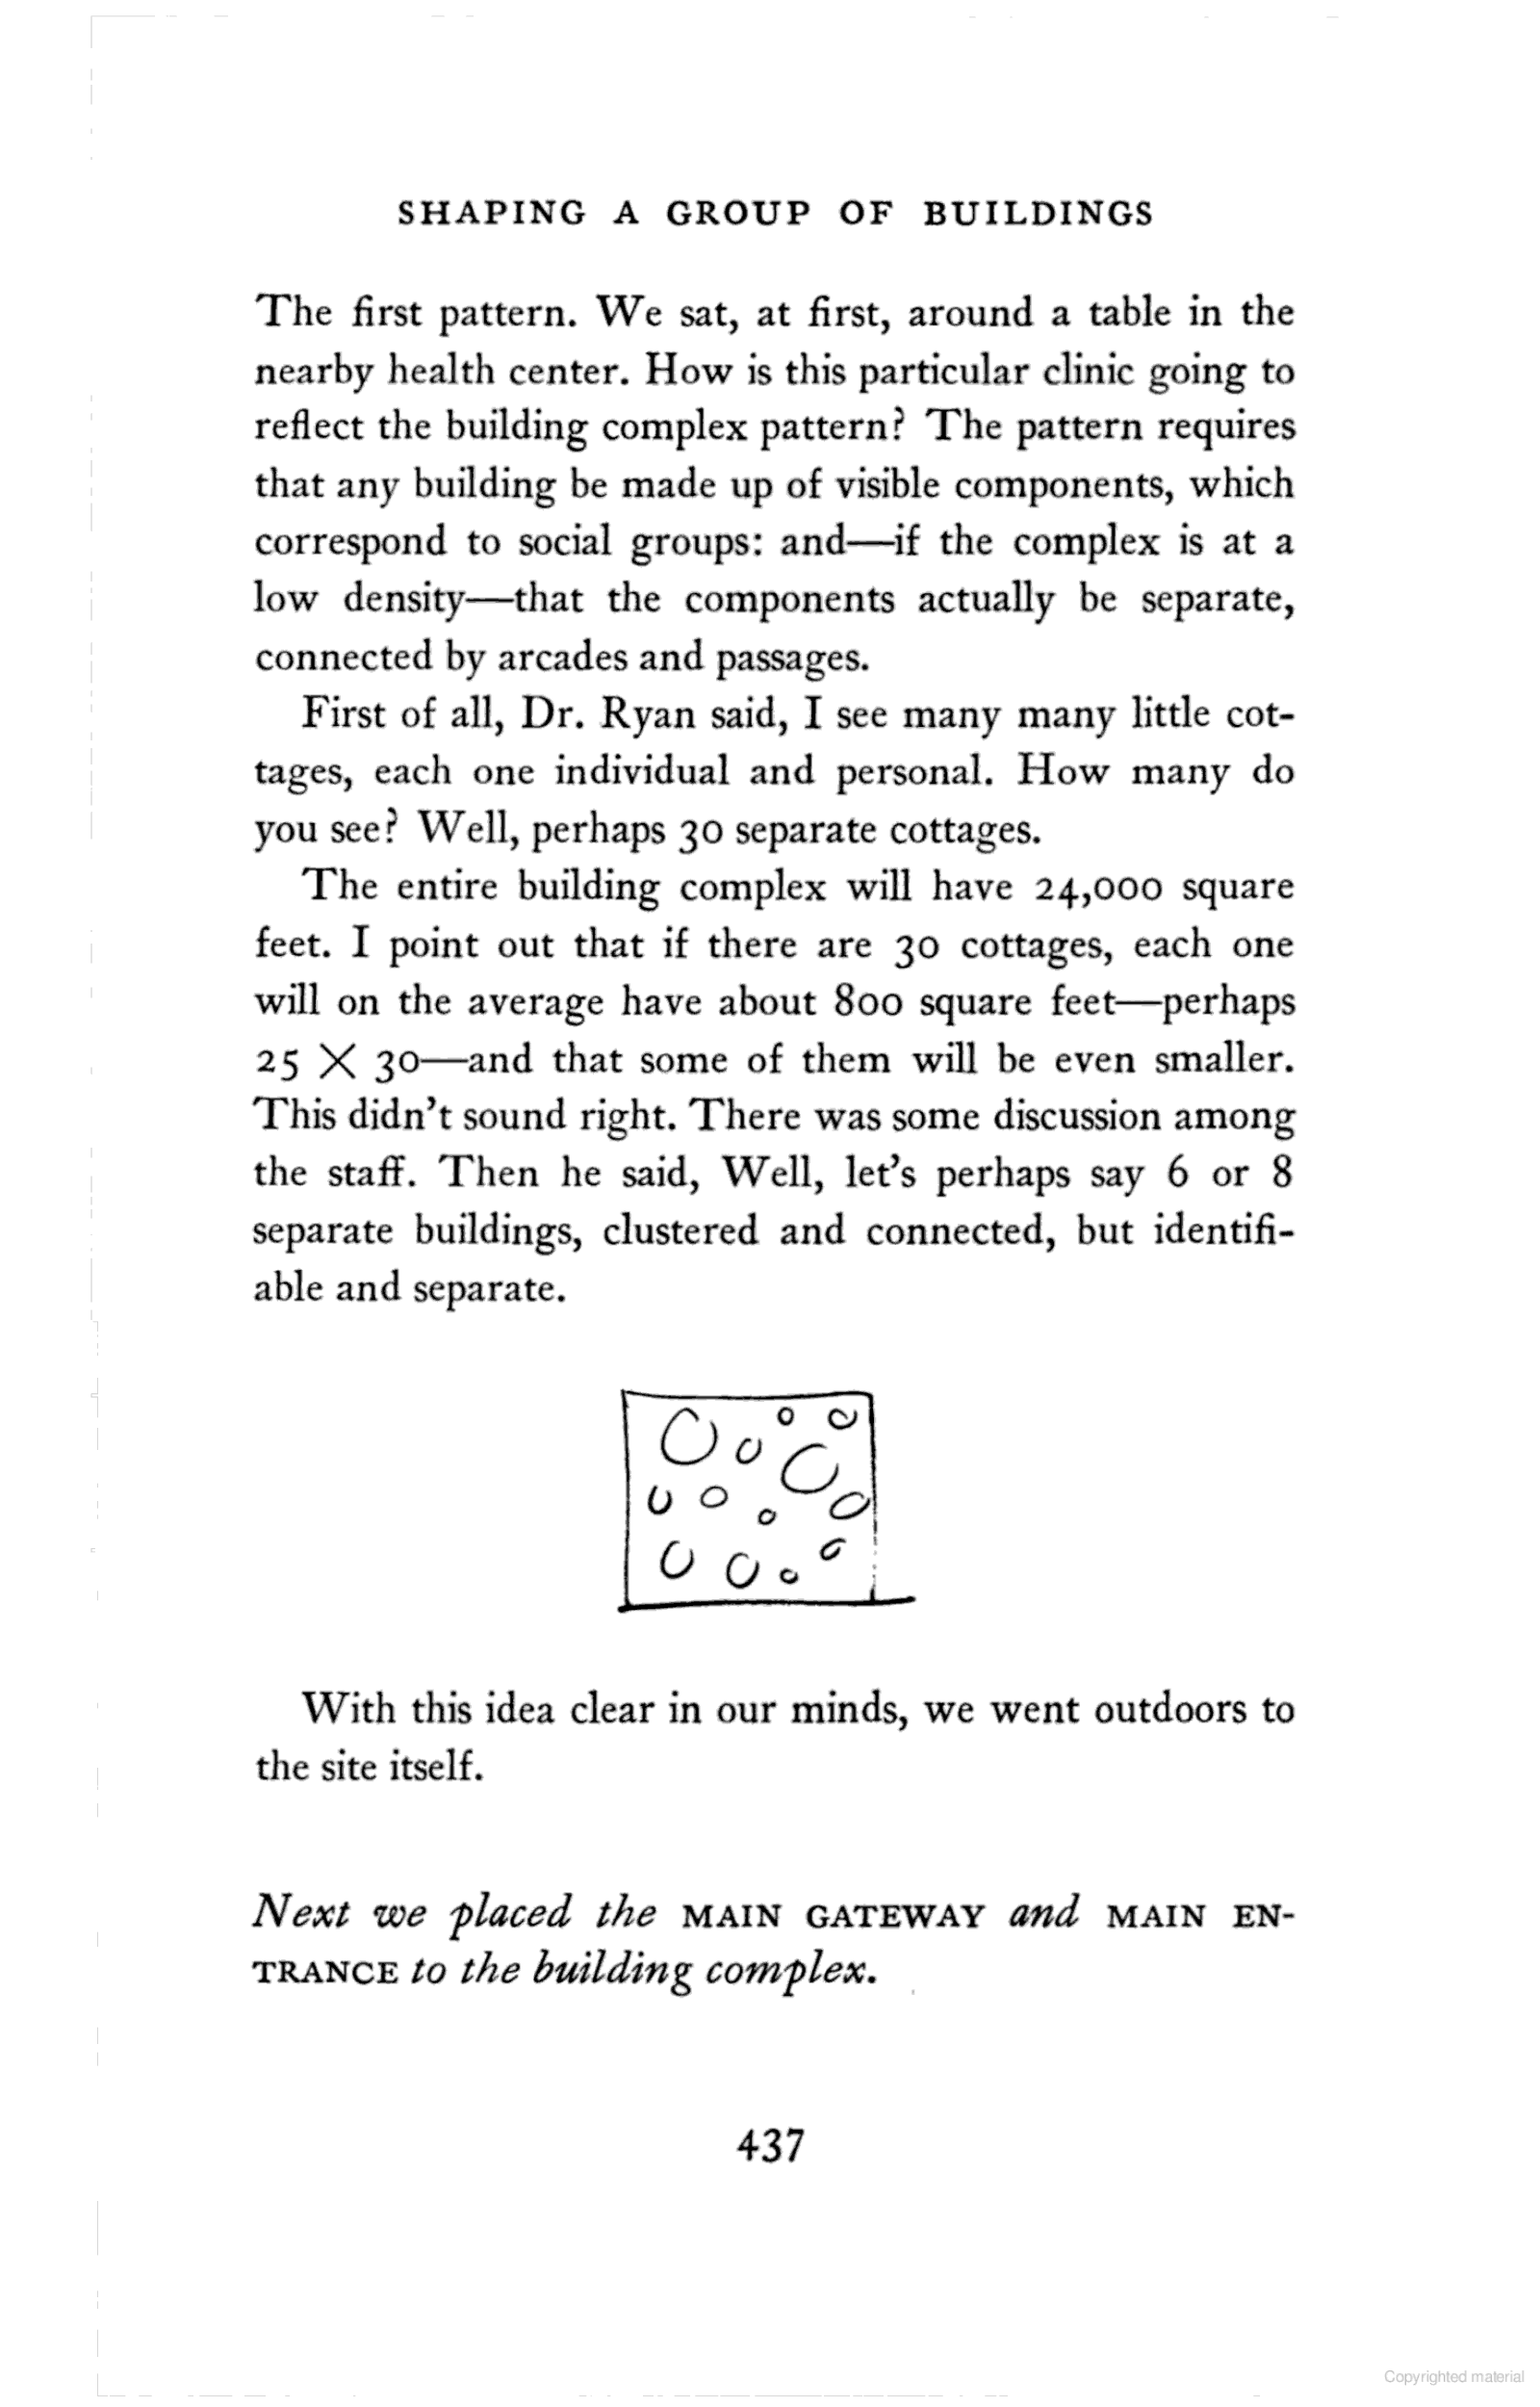 SHAPING A GROUP OF BUILDINGS
The first pattern. We sat, at first, around a table in the
nearby health center. How is this particular clinic going to
reflect the building complex pattern? The pattern requires
that any building be made up of visible components, which
correspond to social groups: and—if the complex is at a
low density—that the components actually be separate,
connected by arcades and passages.
First of all, Dr. Ryan said, I see many many little cot-
tages, each one individual and personal. How many do
you see? Well, perhaps 30 separate cottages.
The entire building complex will have 24,000 square
feet. I point out that if there are 30 cottages, each one
will on the average have about 800 square feet—perhaps
25 × 30—and that some of them will be even smaller.
This didn't sound right. There was some discussion among
the staff. Then he said, Well, let's perhaps say 6 or 8
separate buildings, clustered and connected, but identifi-
able and separate.
With this idea clear in our minds, we went outdoors to
the site itself.
Next we placed the MAIN GATEWAY and MAIN EN-
TRANCE to the building complex.
437
Copyrighted material